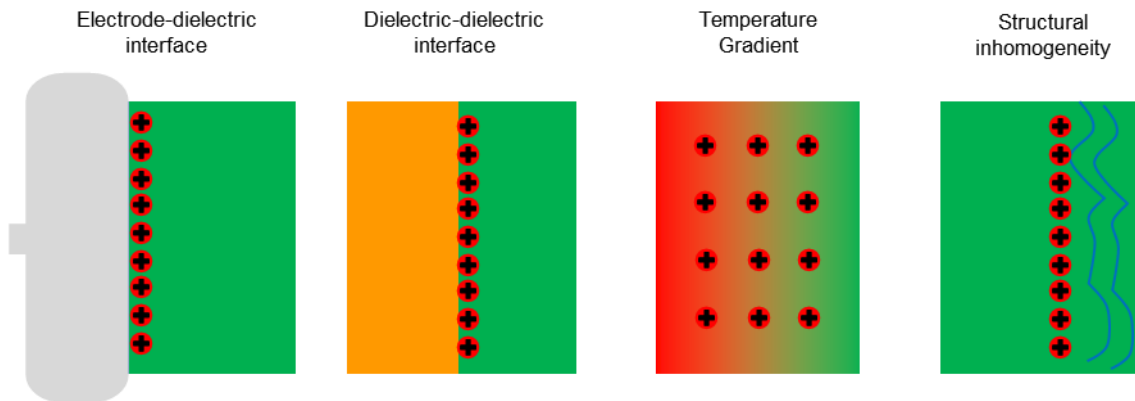 Electrode-dielectric
interface
Dielectric-dielectric
interface
Temperature
Gradient
Structural
inhomogeneity